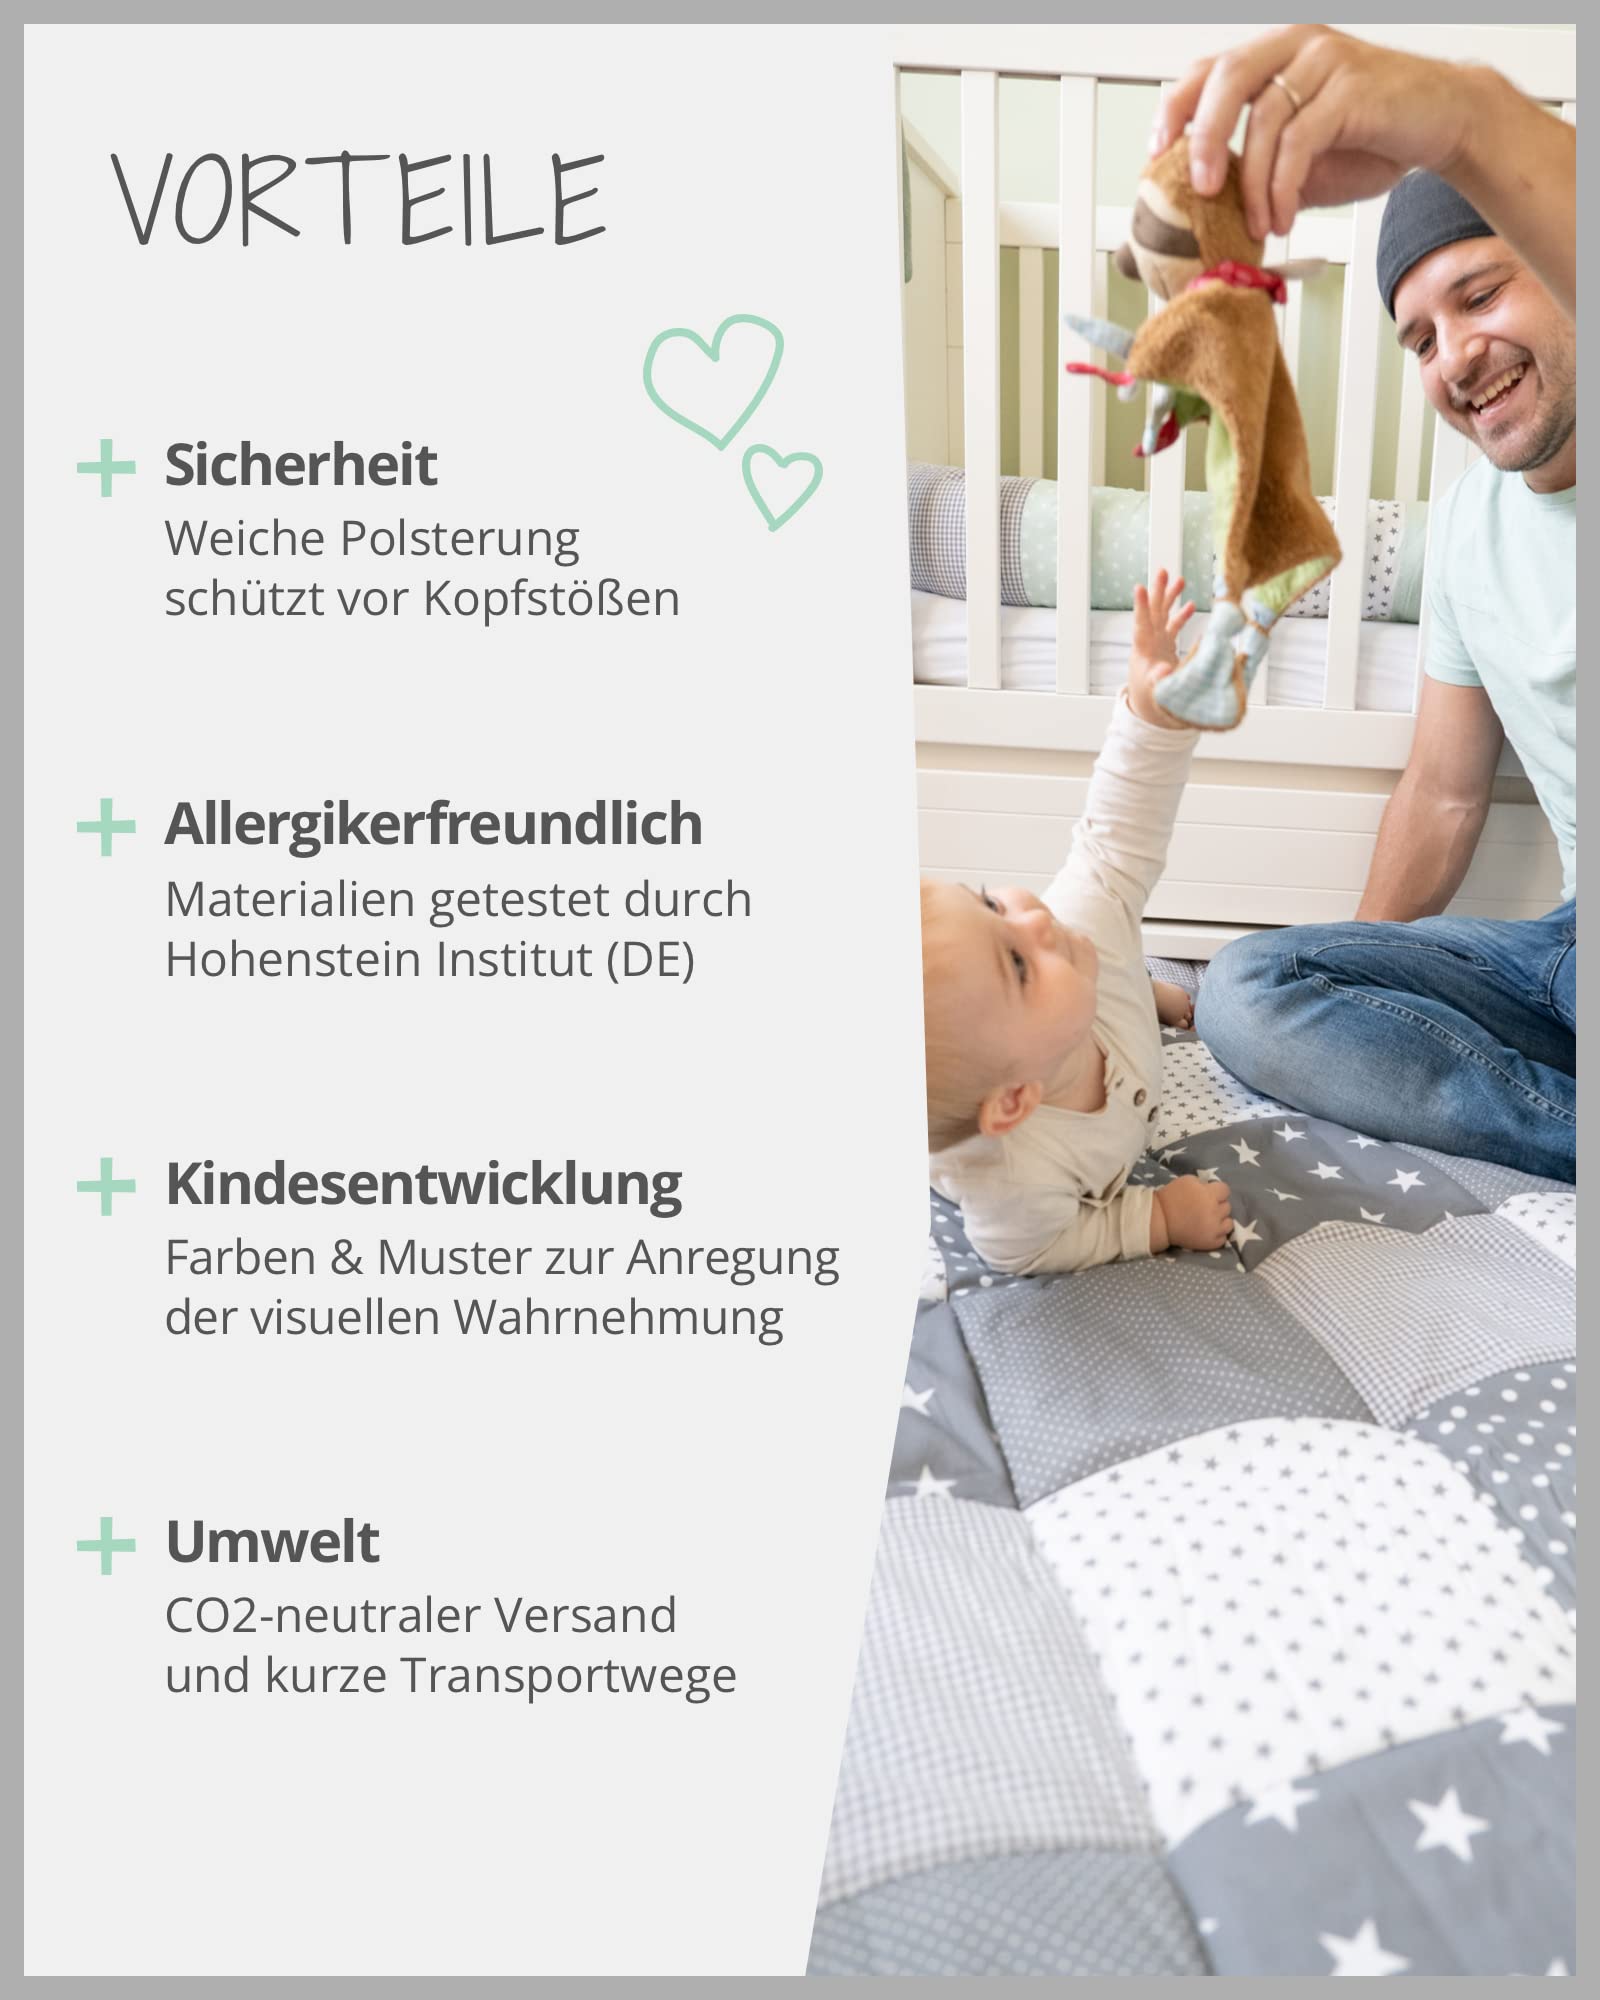 VORTEILE
Sicherheit
Weiche Polsterung
schützt vor Kopfstößen
Allergikerfreundlich
Materialien getestet durch
Hohenstein Institut (DE)
Kindesentwicklung
Farben & Muster zur Anregung
der visuellen Wahrnehmung
Umwelt
CO2-neutraler Versand
und kurze Transportwege